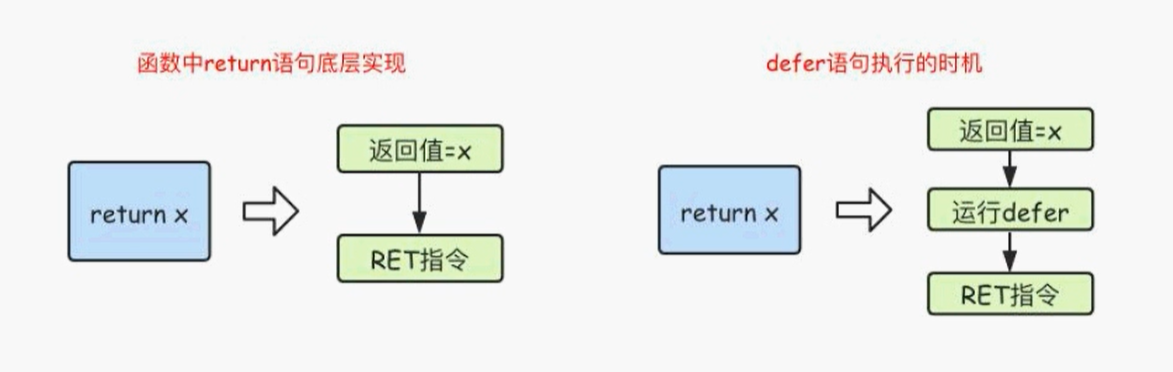 函数中return语句底层实现
return x
返回值=x
RET指令
defer语句执行的时机
return x
返回值=x
运行defer
RET指令